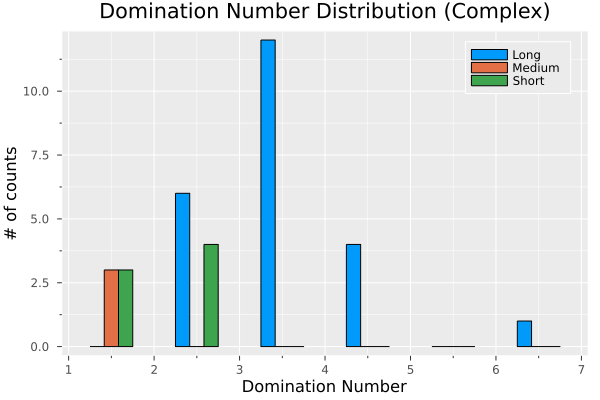 Domination Number Distribution (Complex)
Long
Medium
Short
10.0
7.5
5.0
2.5
0.0
# of counts
1 2 3 4 5 6 7
Domination Number